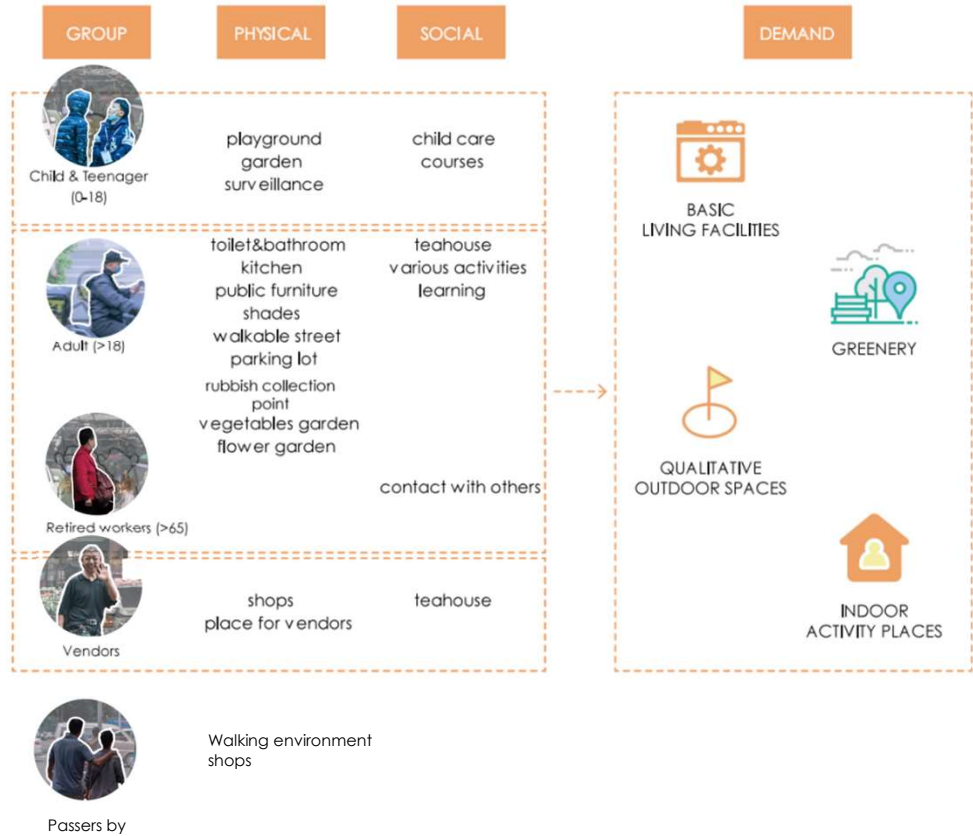 GROUP
PHYSICAL
SOCIAL
DEMAND
Child & Teenager
(0-18)
playground
garden
surveillance
child care
courses
Adult (>18)
toilet&bathroom
kitchen
public furniture
shades
walkable street
parking lot
rubbish collection
point
vegetables garden
flower garden
teahouse
various activities
learning
Retired workers (>65)
contact with others
Vendors
shops
place for vendors
teahouse
Passers by
Walking environment
shops
BASIC
LIVING FACILITIES
GREENERY
QUALITATIVE
OUTDOOR SPACES
INDOOR
ACTIVITY PLACES